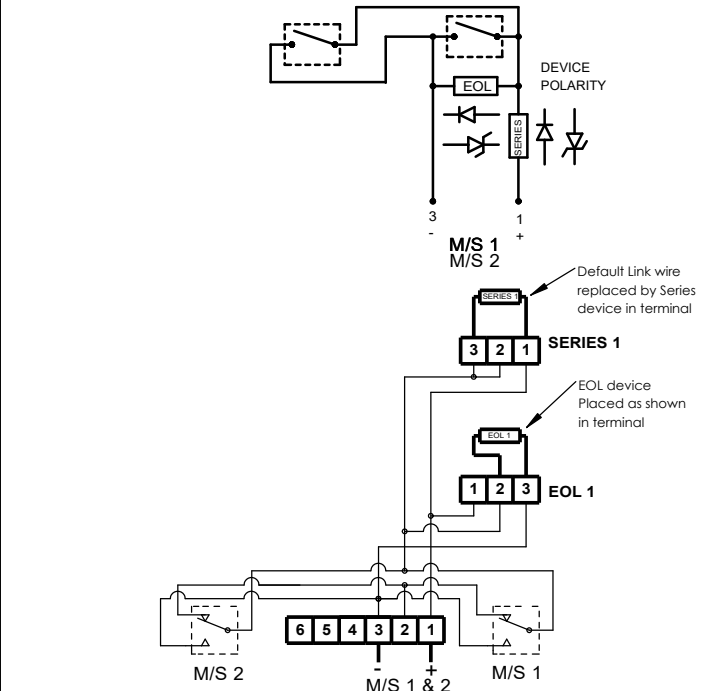 DEVICE
POLARITY
EOL
SERIES
3 1
- +
M/S 1
M/S 2
Default Link wire
replaced by Series
device in terminal
SERIES 1
3 2 1 SERIES 1
EOL device
Placed as shown
in terminal
EOL 1
1 2 3 EOL 1
6 5 4 3 2 1
- +
M/S 2
M/S 1 & 2
M/S 1